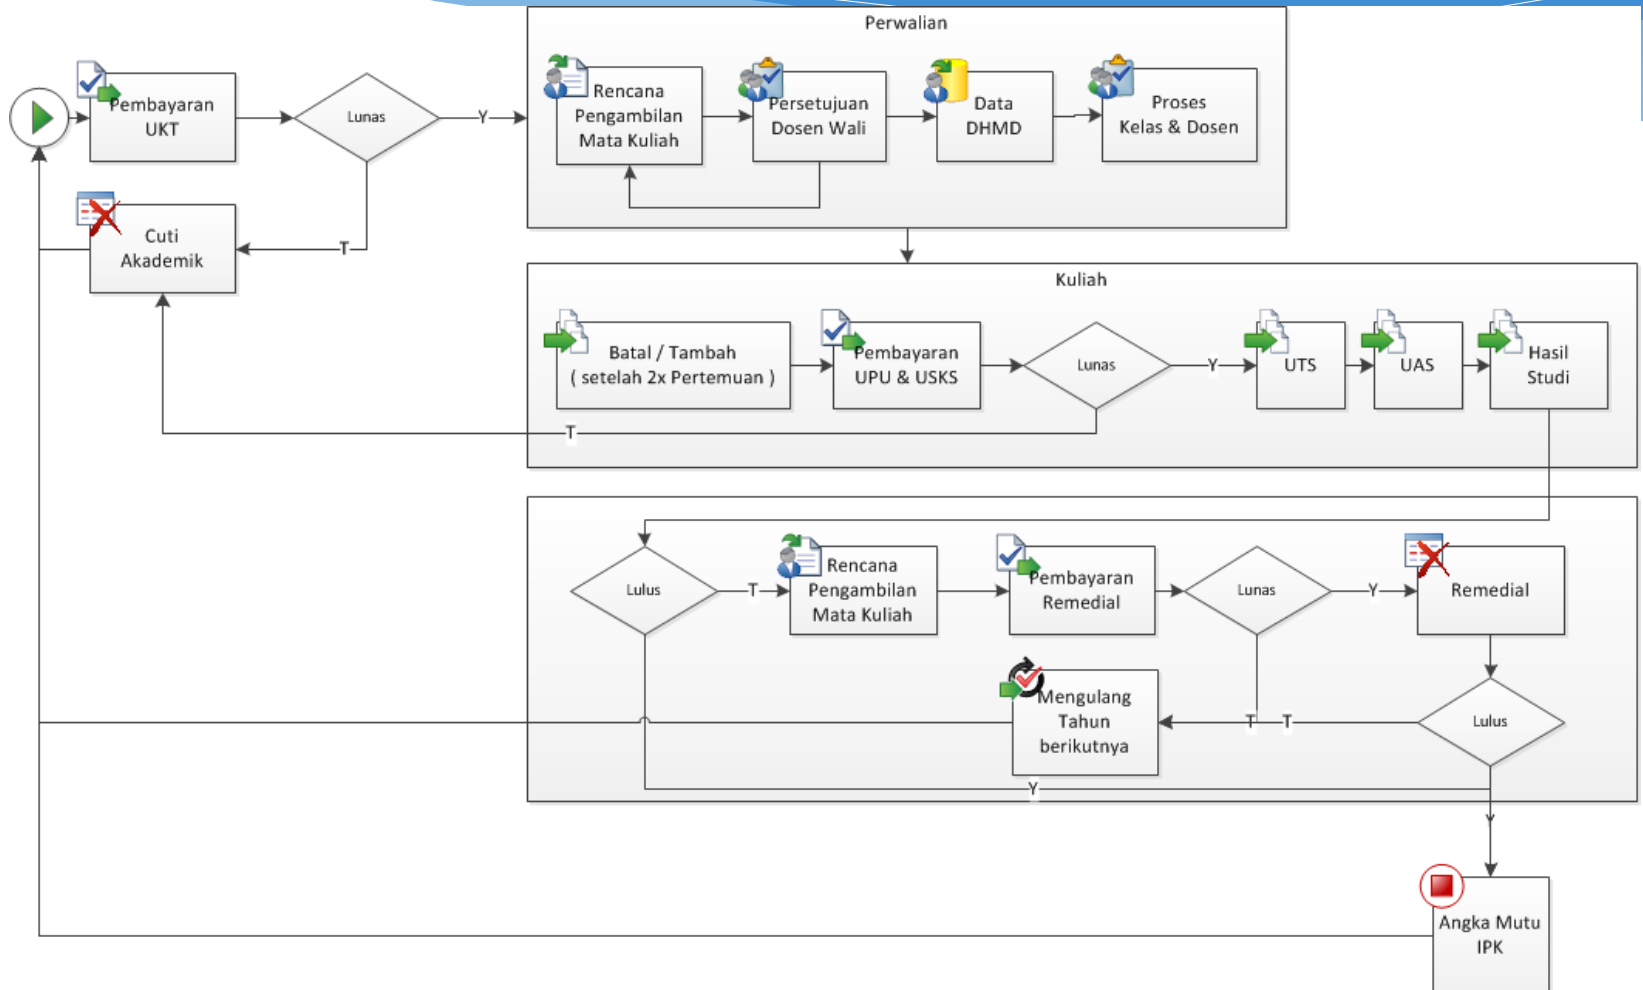 Perwalian
Pembayaran
UKT
Lunas
Y
Rencana
Pengambilan
Mata Kuliah
Persetujuan
Dosen Wali
Data
DHMD
Proses
Kelas & Dosen
Cuti
Akademik
T
Kuliah
Batal / Tambah
( setelah 2x Pertemuan )
Pembayaran
UPU & USKS
Lunas
Y
UTS
UAS
Hasil
Studi
T
Lulus
T
Rencana
Pengambilan
Mata Kuliah
Pembayaran
Remedial
Lunas
Y
Remedial
Mengulang
Tahun
berikutnya
T
T
Lulus
Y
Y
Angka Mutu
IPK